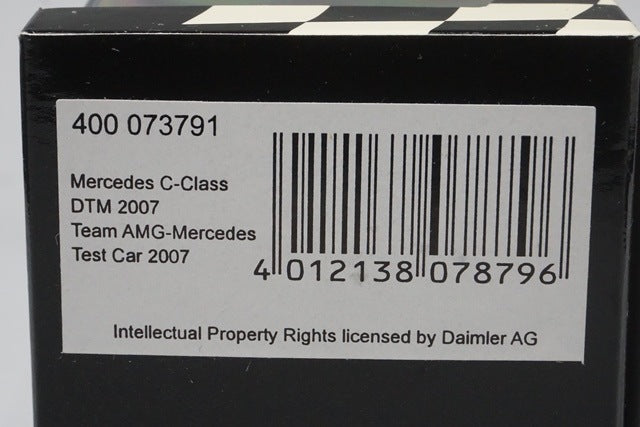 400 073791
Mercedes C-Class
DTM 2007
Team AMG-Mercedes
Test Car 2007
4 012138 078796
Intellectual Property Rights licensed by Daimler AG